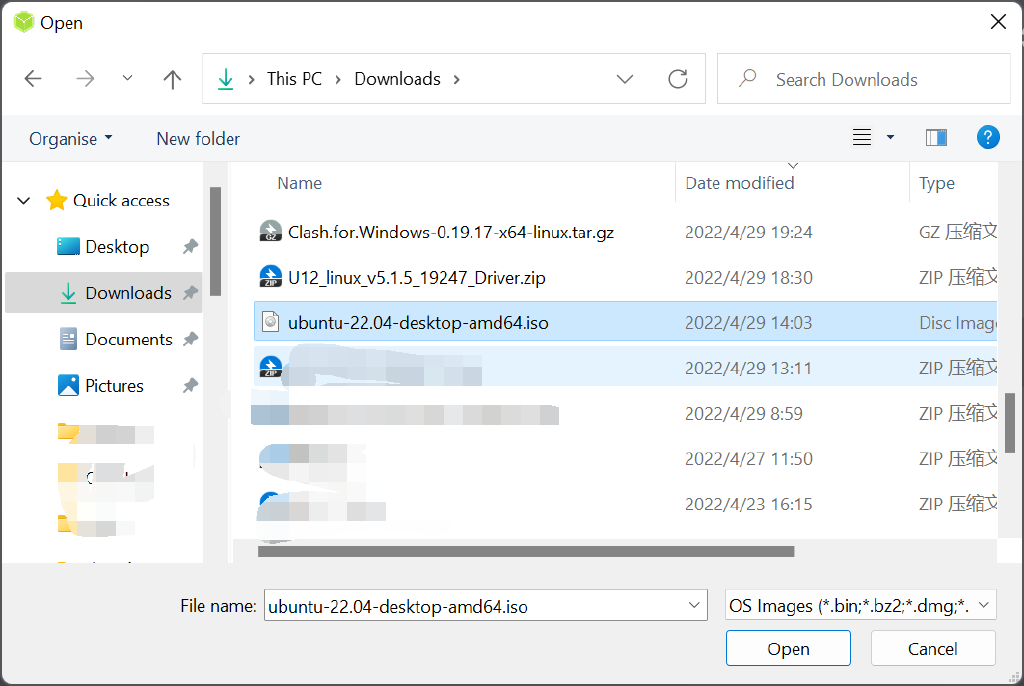 Open
This PC > Downloads >
Search Downloads
Organise
New folder
?
Name
Date modified
Type
Quick access
Desktop
Downloads
Documents
Pictures
GZ
Clash.for.Windows-0.19.17-x64-linux.tar.gz 2022/4/29 19:24 GZ 压缩文
ZIP
U12_linux_v5.1.5_19247_Driver.zip 2022/4/29 18:30 ZIP 压缩文
ubuntu-22.04-desktop-amd64.iso 2022/4/29 14:03 Disc Imag
ZIP
2022/4/29 13:11 ZIP 压缩文
2022/4/29 8:59 ZIP 压缩文
2022/4/27 11:50 ZIP 压缩文
2022/4/23 16:15 ZIP 压缩文
File name: ubuntu-22.04-desktop-amd64.iso
OS Images (*.bin;*.bz2;*.dmg;*.
Open
Cancel